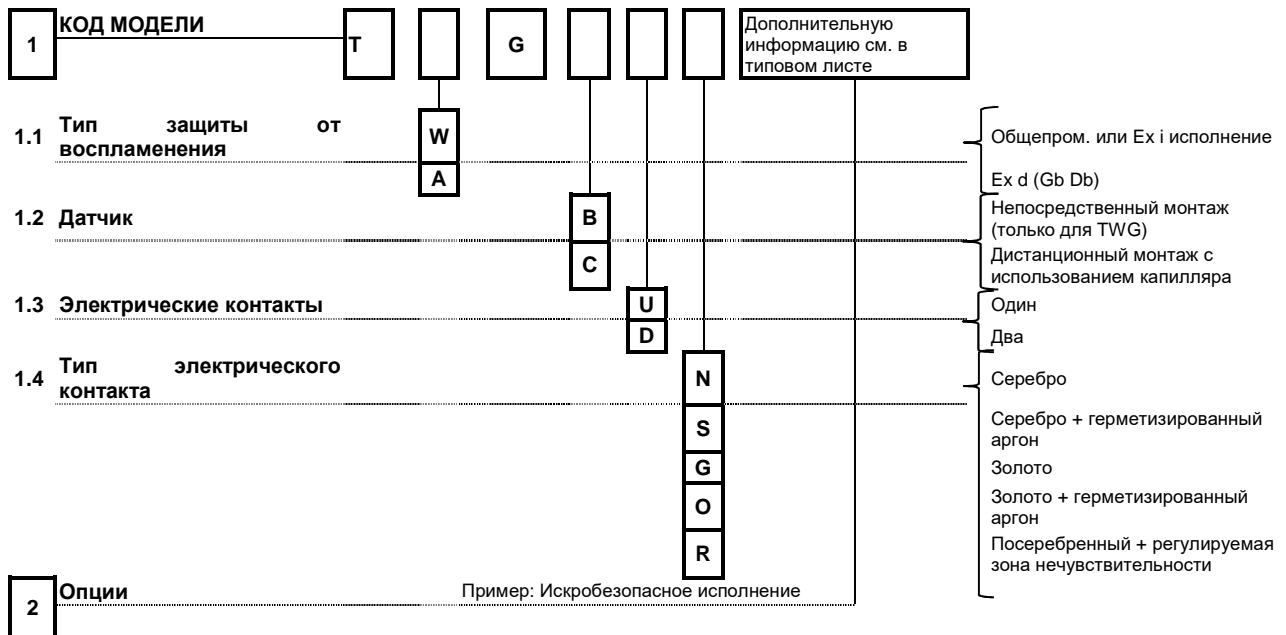 1
КОД МОДЕЛИ
T
G
Дополнительную
информацию см. в
типовом листе
1.1
Тип защиты от
воспламенения
W
A
Общепром. или Ex i исполнение
Ex d (Gb Db)
1.2 Датчик
B
C
Непосредственный монтаж
(только для TWG)
Дистанционный монтаж с
использованием капилляра
1.3 Электрические контакты
U
D
Один
Два
1.4
Тип электрического
контакта
N
S
G
O
R
Серебро
Серебро + герметизированный
аргон
Золото
Золото + герметизированный
аргон
Посеребренный + регулируемая
зона нечувствительности
2
Опции
Пример: Искробезопасное исполнение